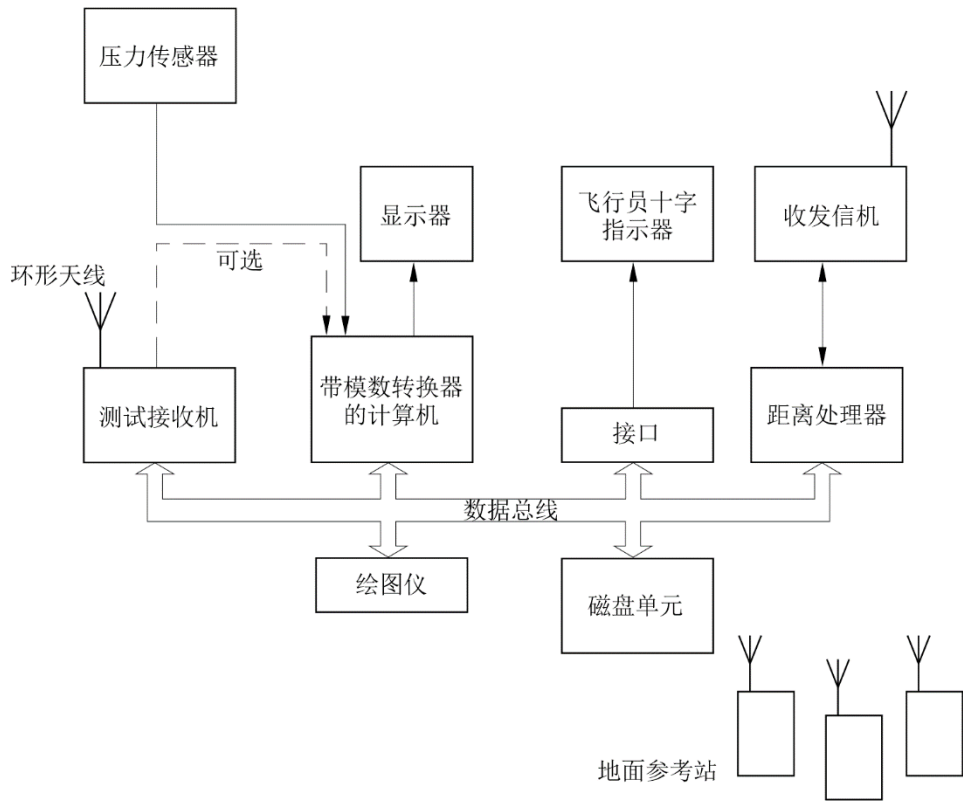 压力传感器
显示器
飞行员十字
指示器
收发信机
可选
环形天线
测试接收机
带模数转换器
的计算机
接口
距离处理器
数据总线
绘图仪
磁盘单元
地面参考站